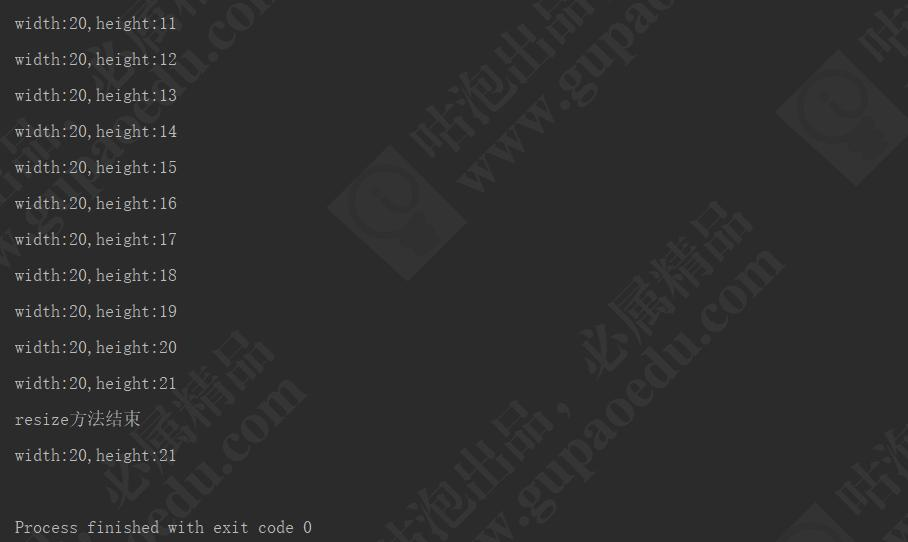 width:20,height:11
width:20,height:12
width:20,height:13
width:20,height:14
width:20,height:15
width:20,height:16
width:20,height:17
width:20,height:18
width:20,height:19
width:20,height:20
width:20,height:21
resize方法结束
width:20,height:21
Process finished with exit code 0
咕泡出品,必属精品
www.gupaoedu.com